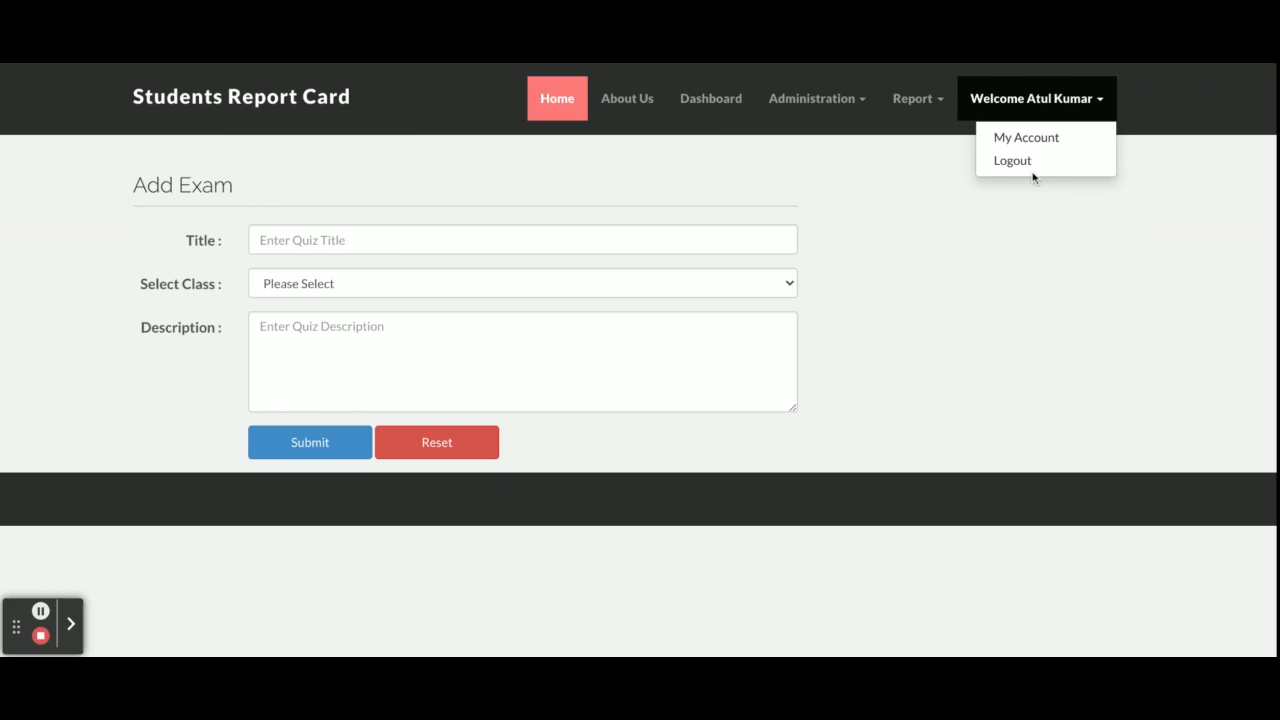 Students Report Card
Home About Us Dashboard Administration Report Welcome Atul Kumar
My Account
Logout
Add Exam
Title : Enter Quiz Title
Select Class : Please Select
Description : Enter Quiz Description
Submit Reset